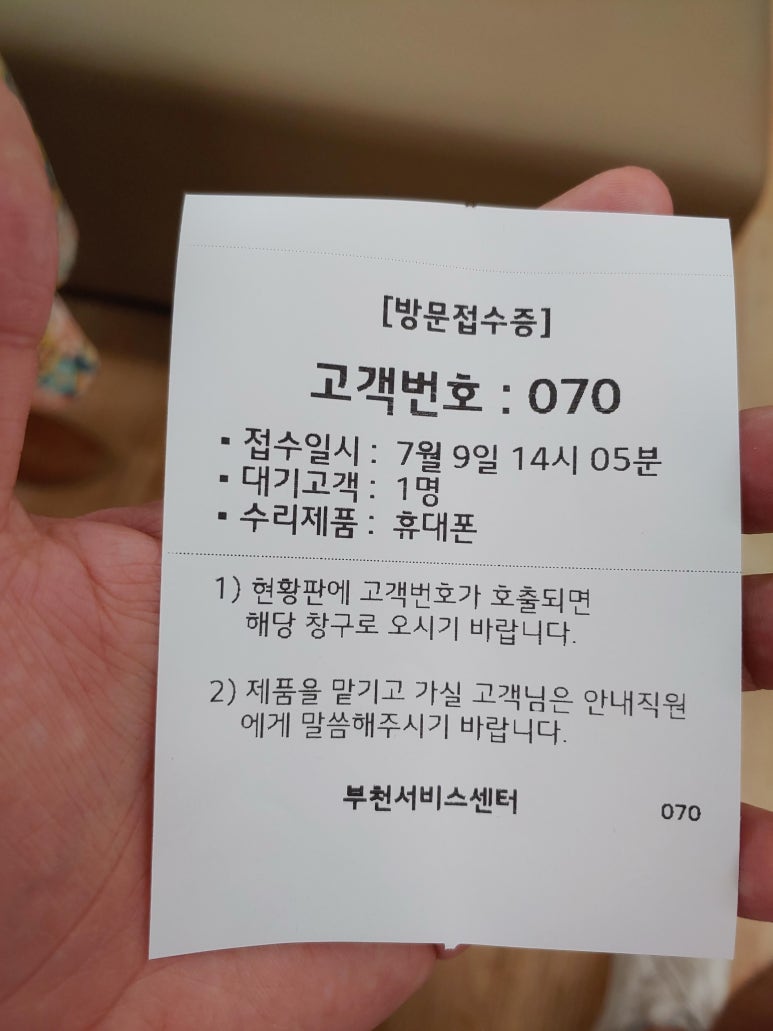 [방문접수증]
고객번호 : 070
▪ 접수일시 : 7월 9일 14시 05분
▪ 대기고객 : 1명
▪ 수리제품 : 휴대폰
1) 현황판에 고객번호가 호출되면
해당 창구로 오시기 바랍니다.
2) 제품을 맡기고 가실 고객님은 안내직원
에게 말씀해주시기 바랍니다.
부천서비스센터
070